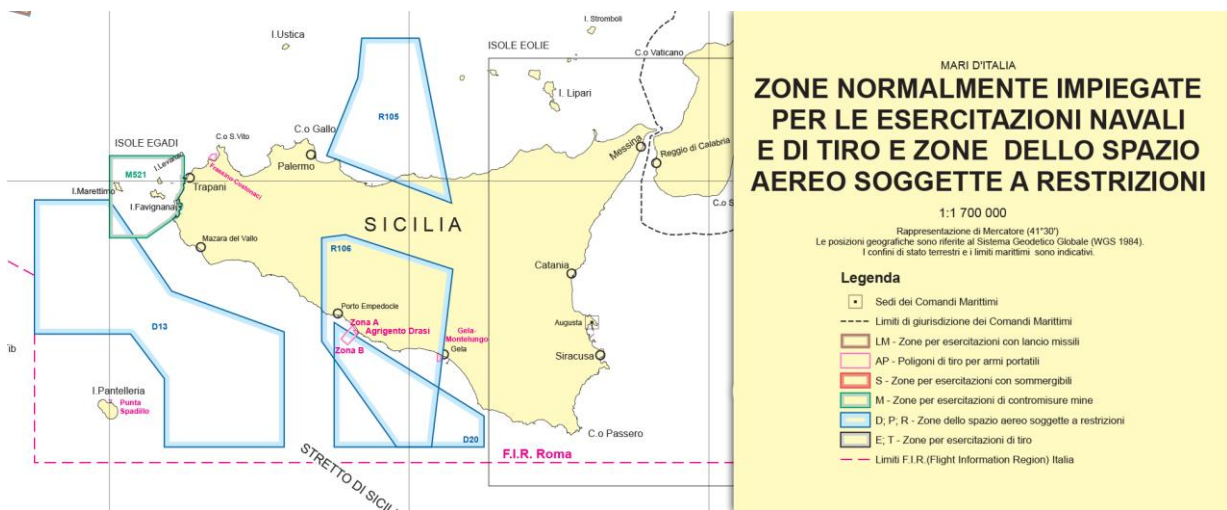 I. Stromboli
I.Ustica
ISOLE EOLIE
C.o Vaticano
I. Lipari
R105
C.o Gallo
C.o S.Vito
ISOLE EGADI
I.Levanzo
Palermo
Messina
Reggio di Calabria
M521
Trapani
Frassino Custonaci
I.Marettimo
I.Favignana
C.o S
SICILIA
Mazara del Vallo
R106
Catania
Porto Empedocle
Zona A
Agrigento Drasi
Zona B
Gela-
Montelungo
Gela
Augusta
Siracusa
D13
I.Pantelleria
Punta
Spadillo
D20
C.o Passero
F.I.R. Roma
STRETTO DI SICIL
MARI D'ITALIA
ZONE NORMALMENTE IMPIEGATE
PER LE ESERCITAZIONI NAVALI
E DI TIRO E ZONE DELLO SPAZIO
AEREO SOGGETTE A RESTRIZIONI
1:1 700 000
Rappresentazione di Mercatore (41°30')
Le posizioni geografiche sono riferite al Sistema Geodetico Globale (WGS 1984).
I confini di stato terrestri e i limiti marittimi sono indicativi.
Legenda
Sedi dei Comandi Marittimi
Limiti di giurisdizione dei Comandi Marittimi
LM - Zone per esercitazioni con lancio missili
AP - Poligoni di tiro per armi portatili
S - Zone per esercitazioni con sommergibili
M - Zone per esercitazioni di contromisure mine
D; P; R - Zone dello spazio aereo soggette a restrizioni
E; T - Zone per esercitazioni di tiro
Limiti F.I.R.(Flight Information Region) Italia